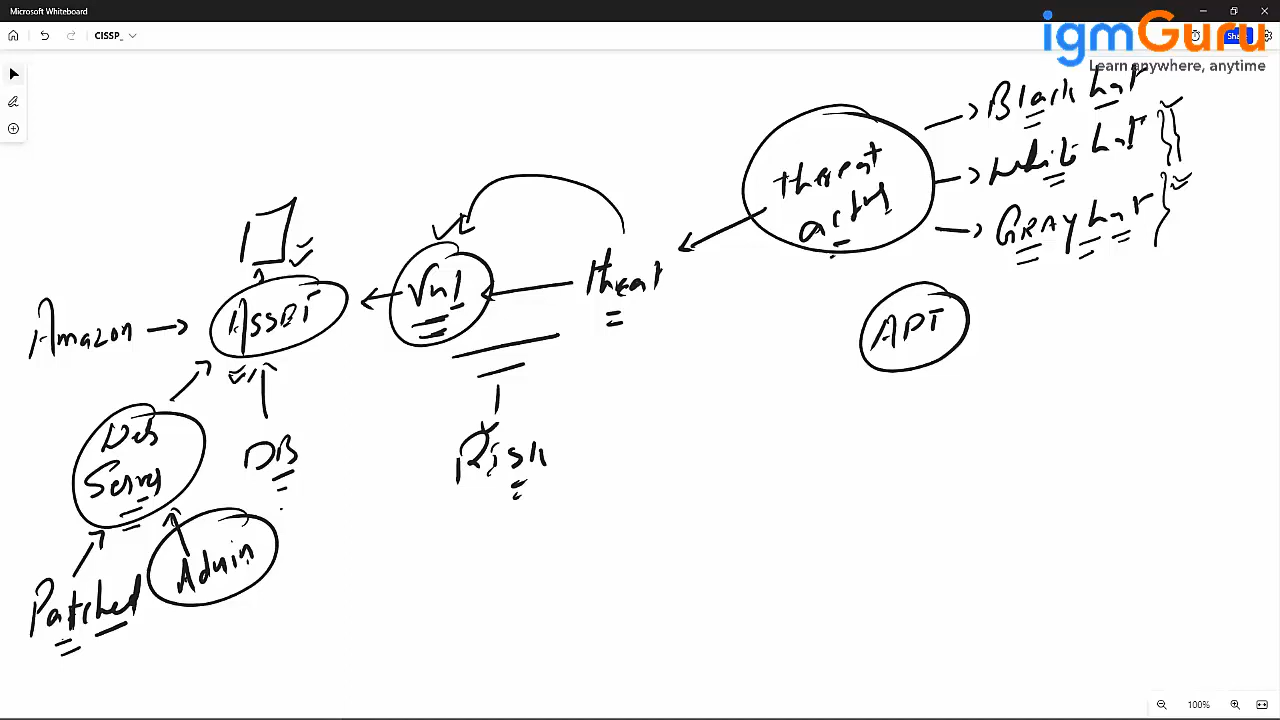 Microsoft Whiteboard
CISSP_
igmGuru
Learn anywhere, anytime
Black hat
White hat
GRAY hat
threat
actor
threat
Vul
Asset
Amazon
APT
Web
Server
DB
Risk
Admin
Patched
100%